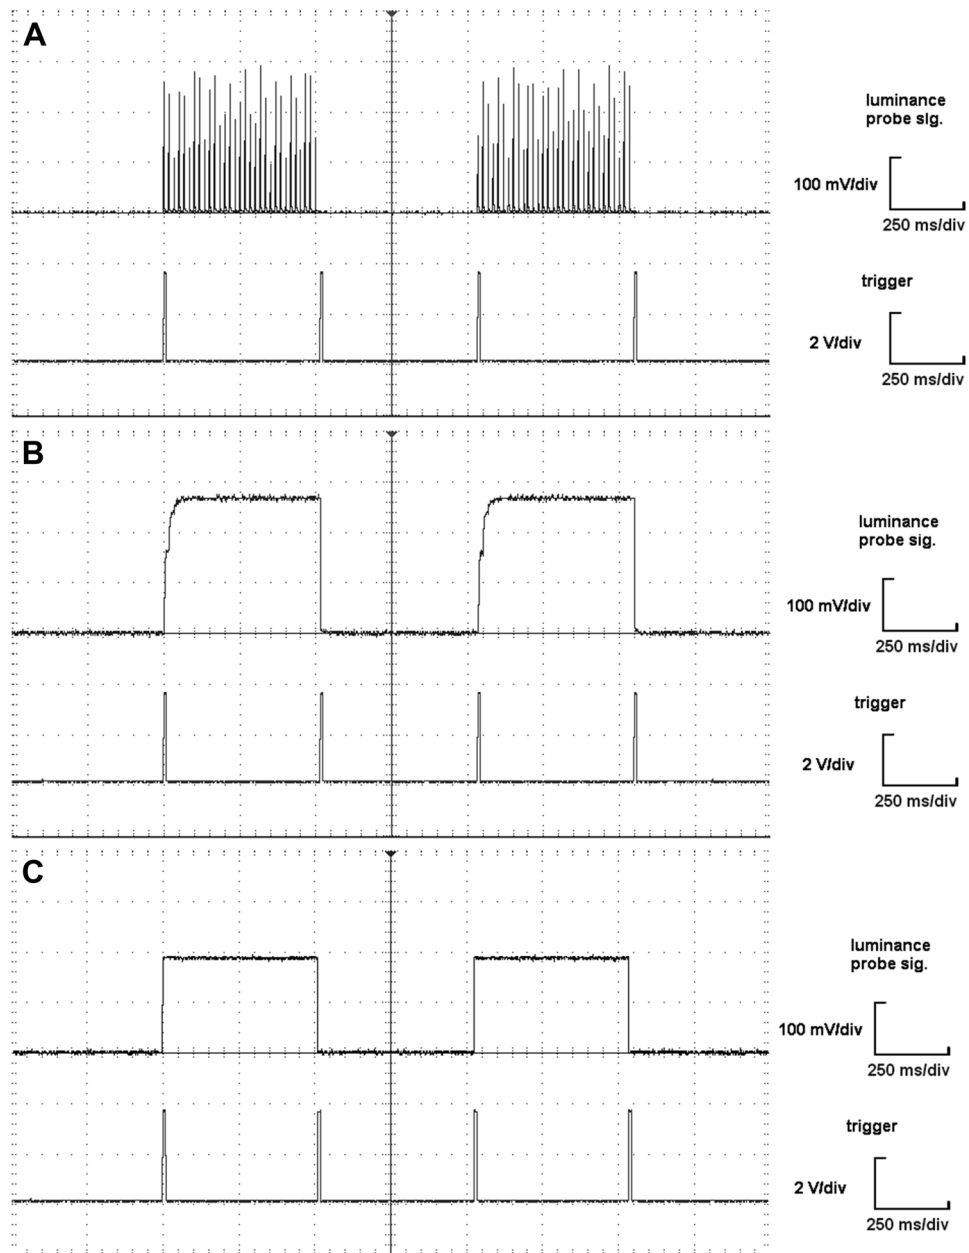 A
luminance
probe sig.
100 mV/div
250 ms/div
trigger
2 V/div
250 ms/div
B
luminance
probe sig.
100 mV/div
250 ms/div
trigger
2 V/div
250 ms/div
C
luminance
probe sig.
100 mV/div
250 ms/div
trigger
2 V/div
250 ms/div